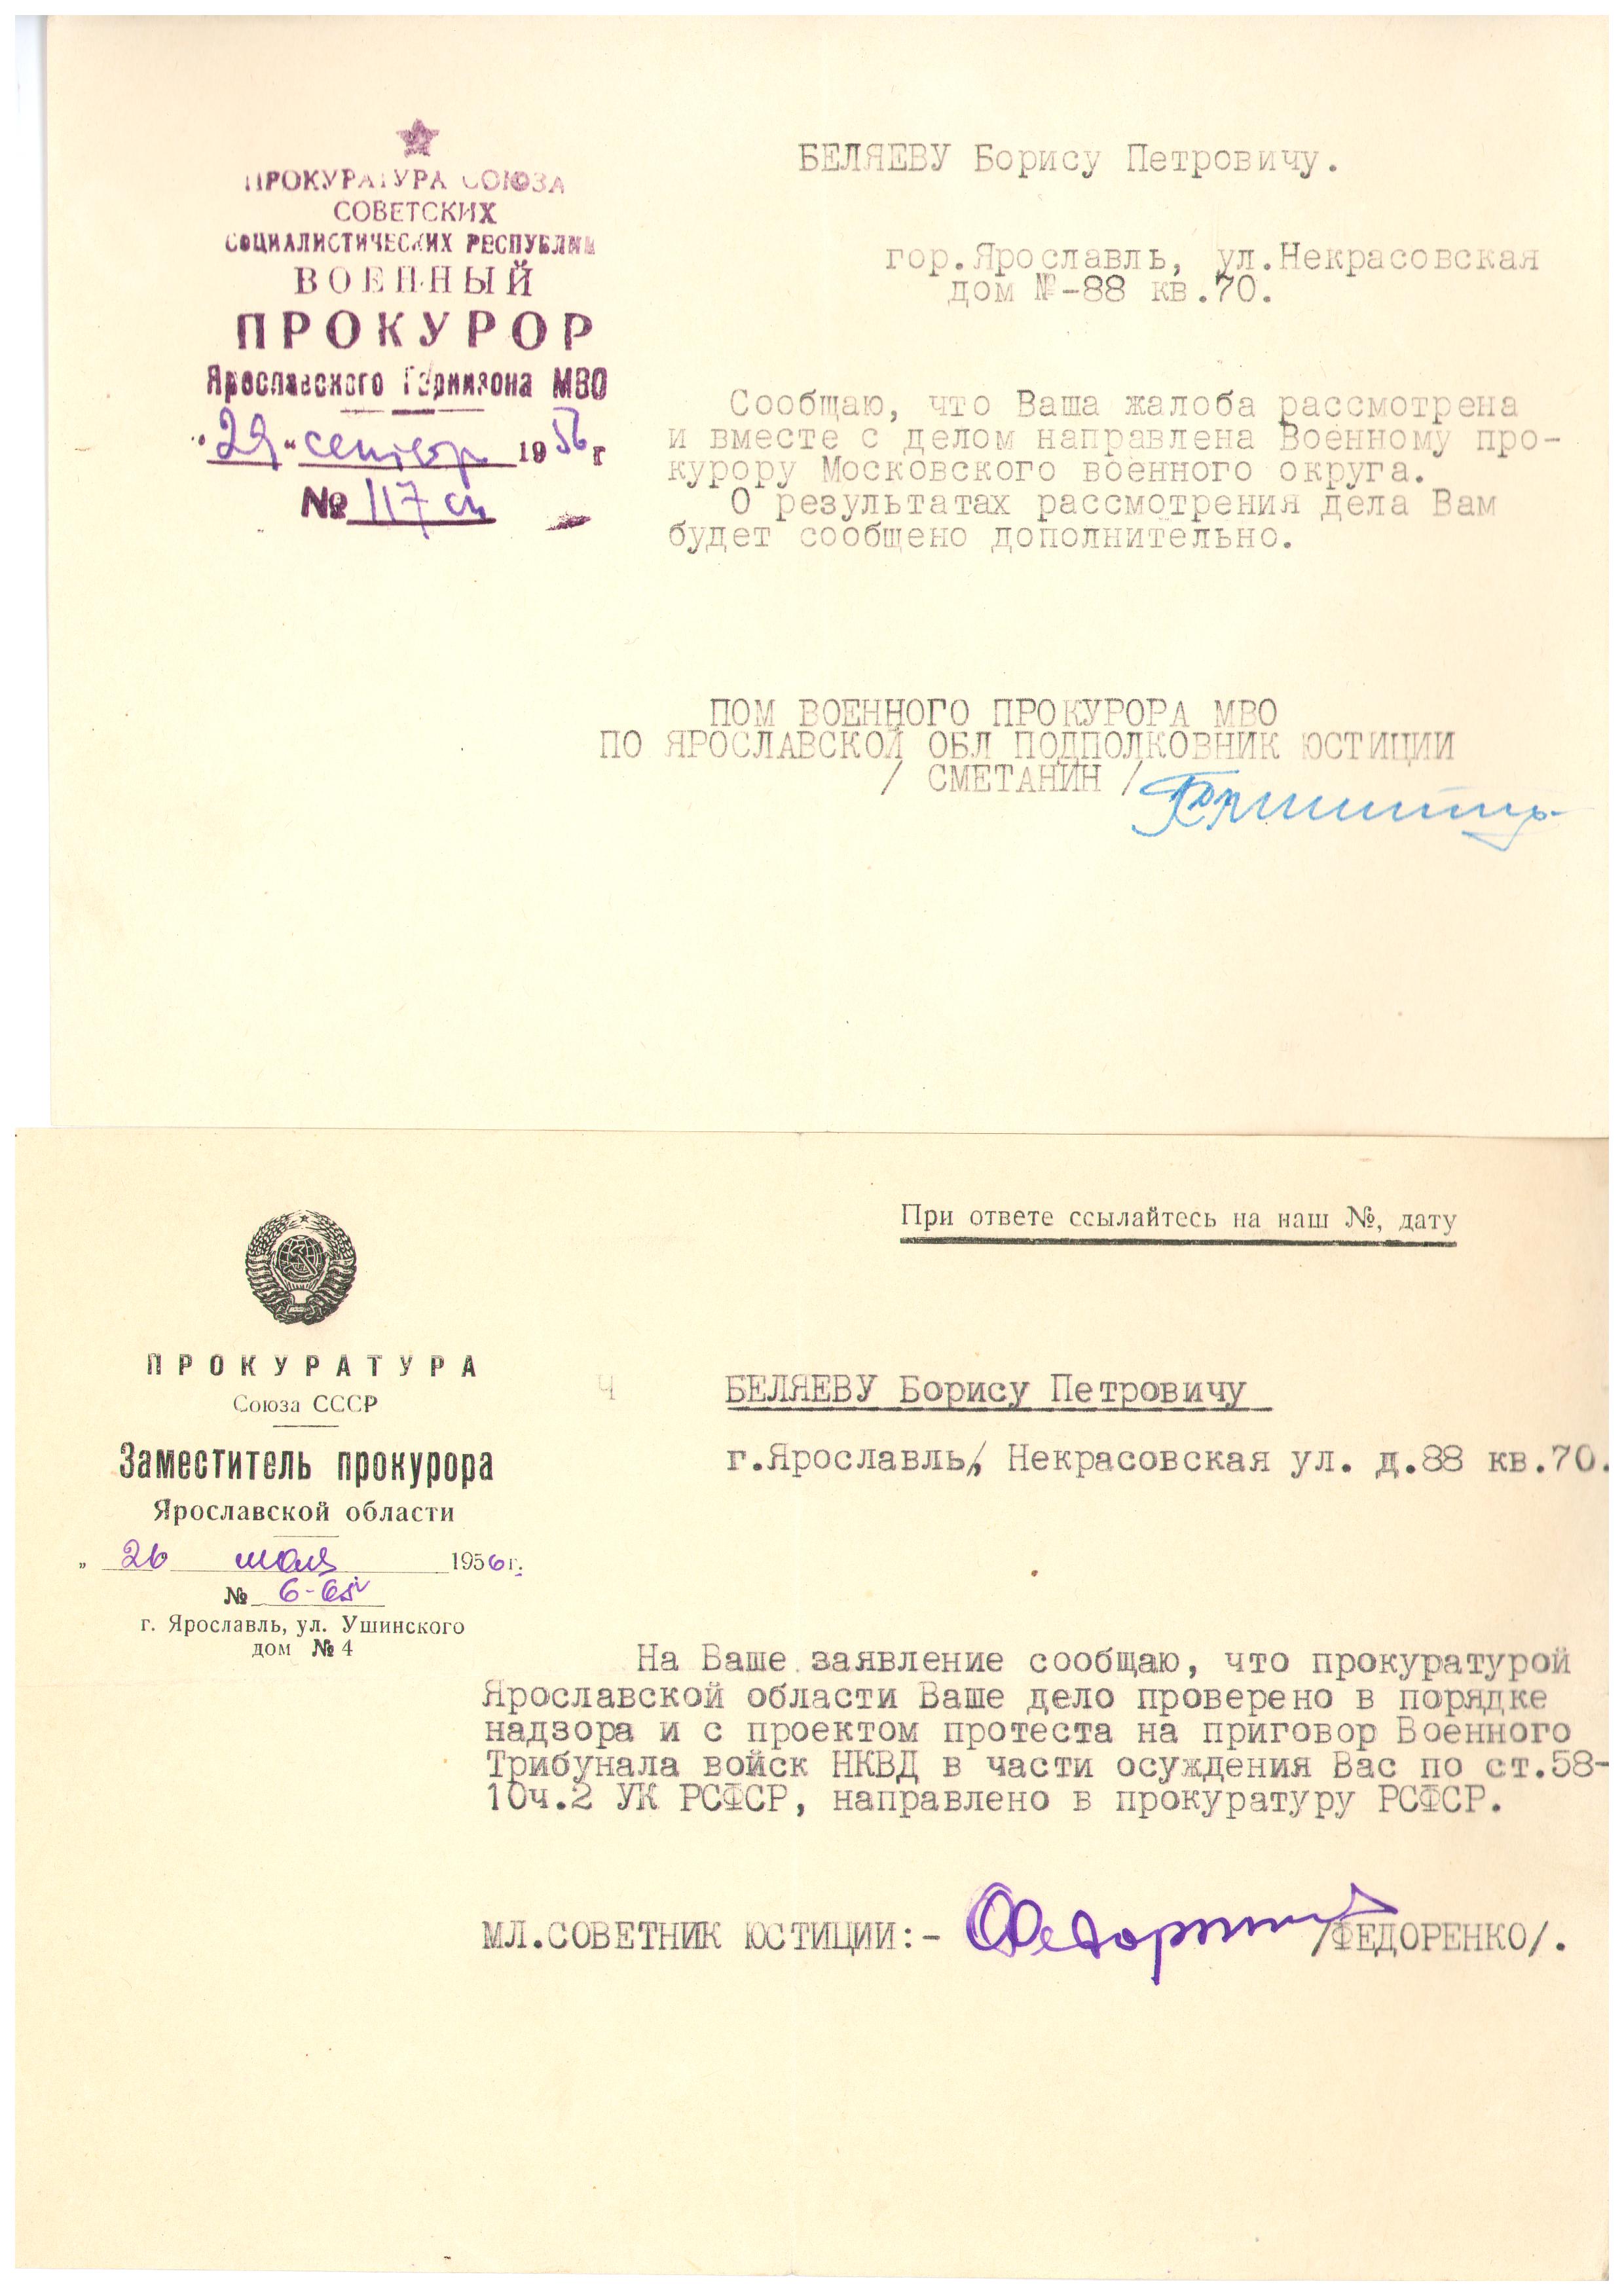 ПРОКУРАТУРА СОЮЗА
СОВЕТСКИХ
СОЦИАЛИСТИЧЕСКИХ РЕСПУБЛИК
ВОЕННЫЙ
ПРОКУРОР
Ярославского Гарнизона МВО
"29" сентябр 1956 г
№ 117
БЕЛЯЕВУ Борису Петровичу.
гор.Ярославль, ул.Некрасовская
дом №-88 кв.70.
Сообщаю, что Ваша жалоба рассмотрена
и вместе с делом направлена Военному про-
курору Московского военного округа.
О результатах рассмотрения дела Вам
будет сообщено дополнительно.
ПОМ ВОЕННОГО ПРОКУРОРА МВО
ПО ЯРОСЛАВСКОЙ ОБЛ ПОДПОЛКОВНИК ЮСТИЦИИ
/ СМЕТАНИН /
При ответе ссылайтесь на наш №, дату
ПРОКУРАТУРА
Союза СССР
Заместитель прокурора
Ярославской области
" 26 июля 1956 г.
№ 6-
г. Ярославль, ул. Ушинского
дом № 4
Ч
БЕЛЯЕВУ Борису Петровичу
г.Ярославль, Некрасовская ул. д.88 кв.70.
На Ваше заявление сообщаю, что прокуратурой
Ярославской области Ваше дело проверено в порядке
надзора и с проектом протеста на приговор Военного
Трибунала войск НКВД в части осуждения Вас по ст.58-
10ч.2 УК РСФСР, направлено в прокуратуру РСФСР.
МЛ.СОВЕТНИК ЮСТИЦИИ:- /ФЕДОРЕНКО/.